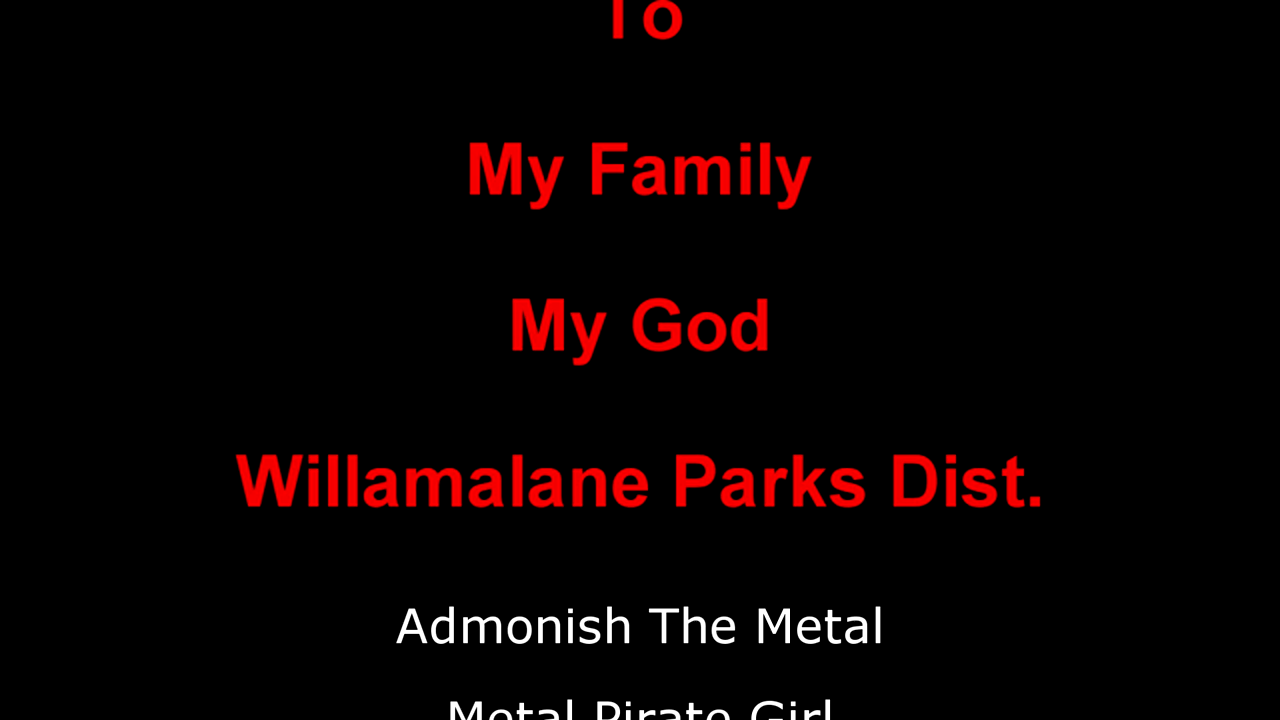 To
My Family
My God
Willamalane Parks Dist.
Admonish The Metal
Metal Pirate Girl